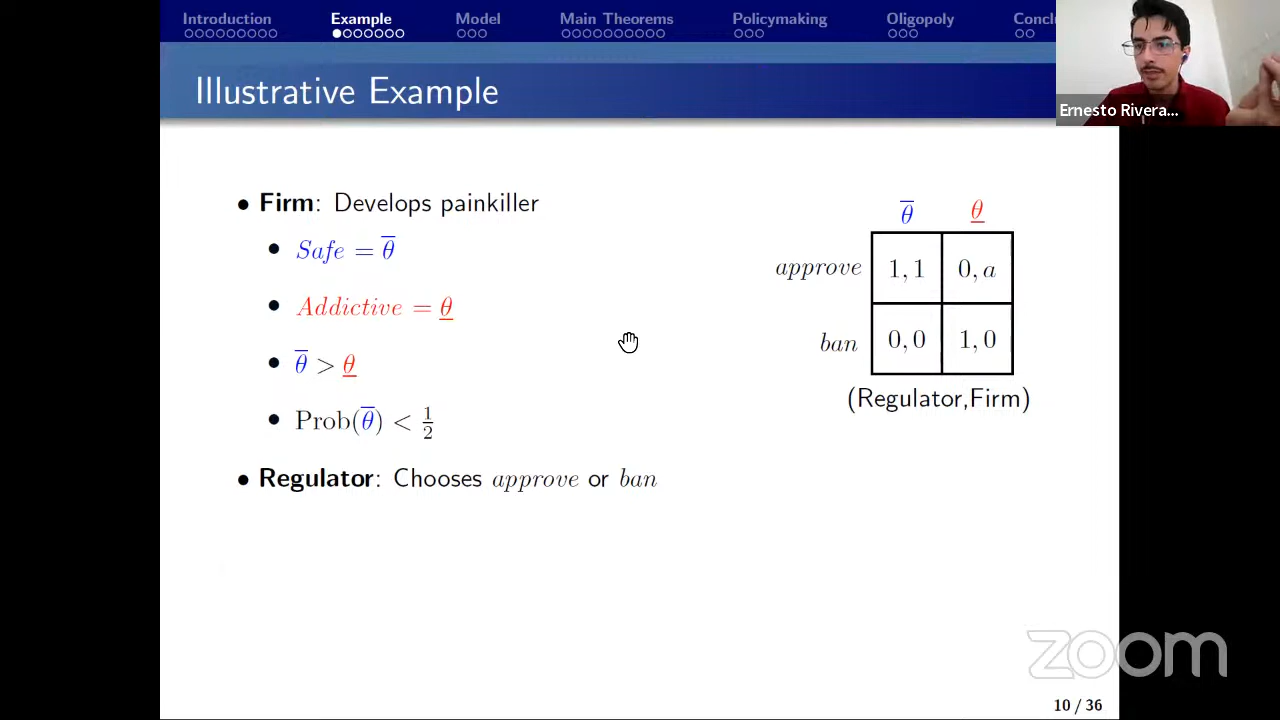 Introduction Example Model Main Theorems Policymaking Oligopoly Conclu
Illustrative Example
Ernesto Rivera...
• Firm: Develops painkiller
• Safe = θ̅
• Addictive = θ̲
• θ̅ > θ̲
• Prob(θ̅) < 1/2
• Regulator: Chooses approve or ban
θ̅ θ̲
approve 1, 1 0, a
ban 0, 0 1, 0
(Regulator,Firm)
zoom
10 / 36